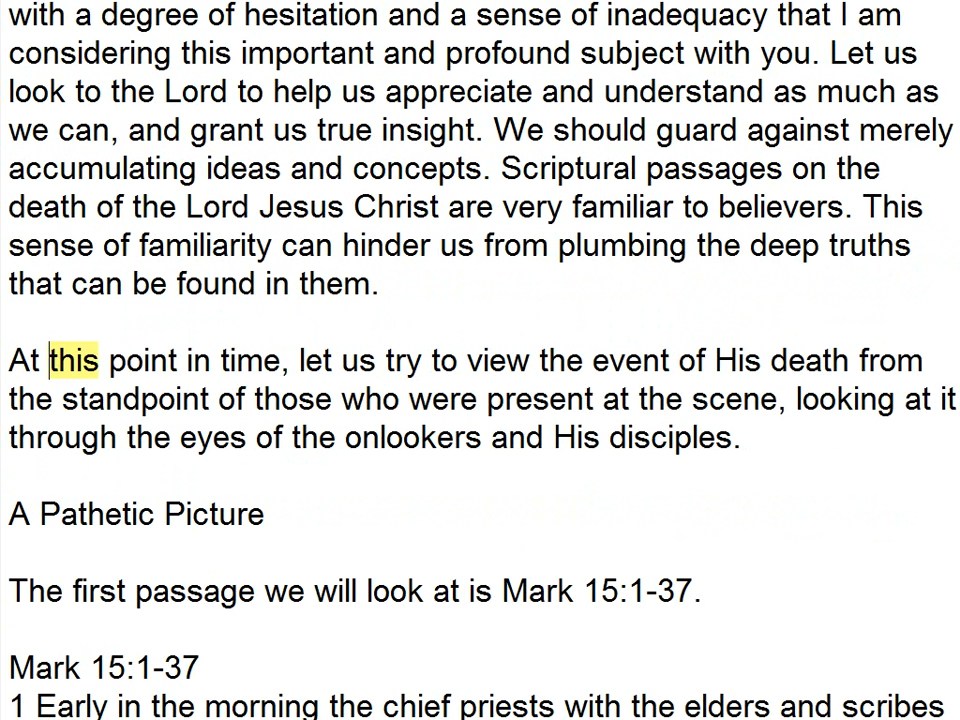 with a degree of hesitation and a sense of inadequacy that I am
considering this important and profound subject with you. Let us
look to the Lord to help us appreciate and understand as much as
we can, and grant us true insight. We should guard against merely
accumulating ideas and concepts. Scriptural passages on the
death of the Lord Jesus Christ are very familiar to believers. This
sense of familiarity can hinder us from plumbing the deep truths
that can be found in them.
At this point in time, let us try to view the event of His death from
the standpoint of those who were present at the scene, looking at it
through the eyes of the onlookers and His disciples.
A Pathetic Picture
The first passage we will look at is Mark 15:1-37.
Mark 15:1-37
1 Early in the morning the chief priests with the elders and scribes